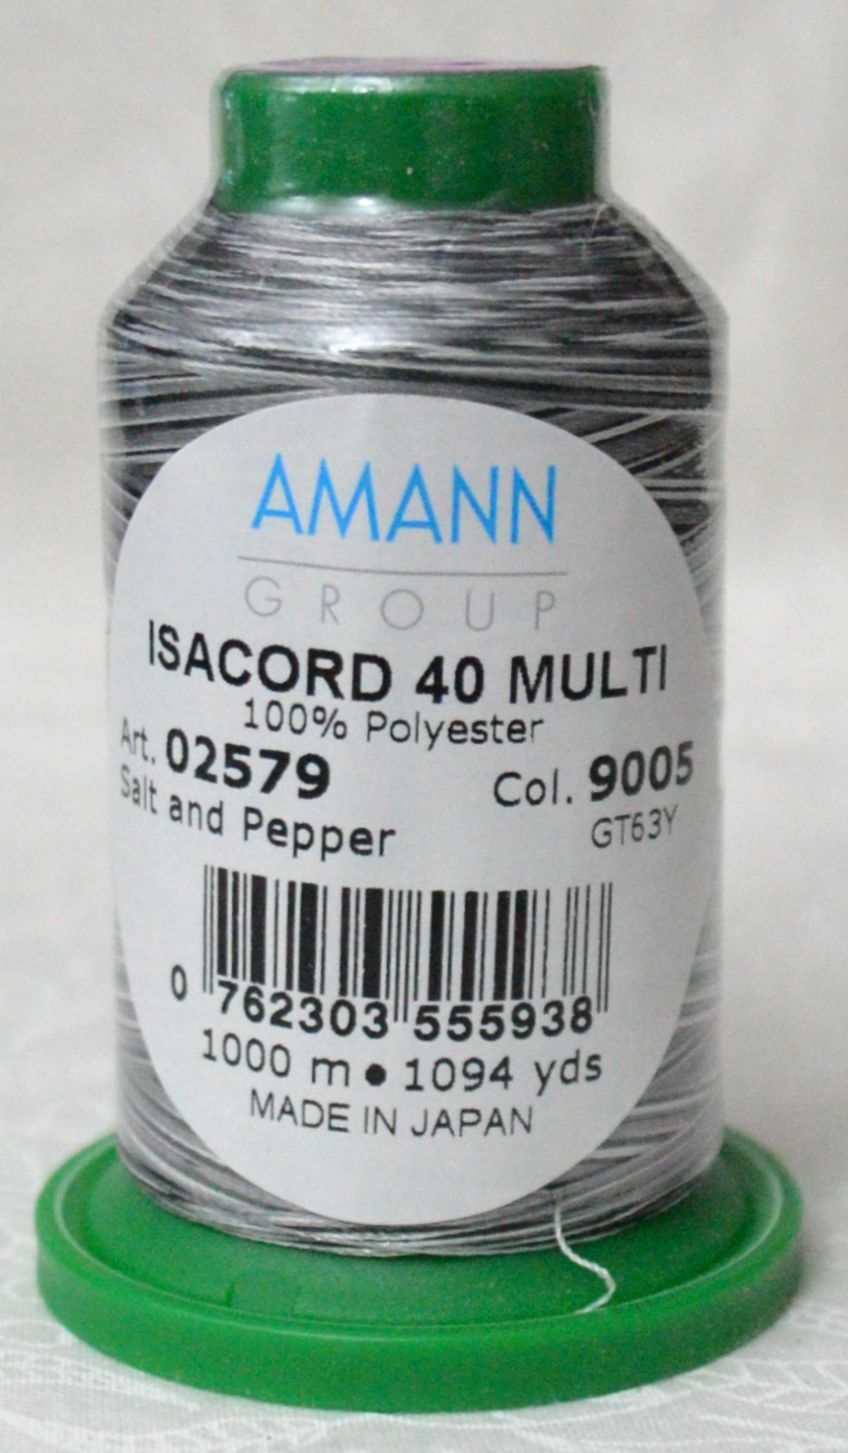 AMANN
GROUP
ISACORD 40 MULTI
100% Polyester
Art. 02579 Col. 9005
Salt and Pepper GT63Y
0 762303 555938
1000 m • 1094 yds
MADE IN JAPAN